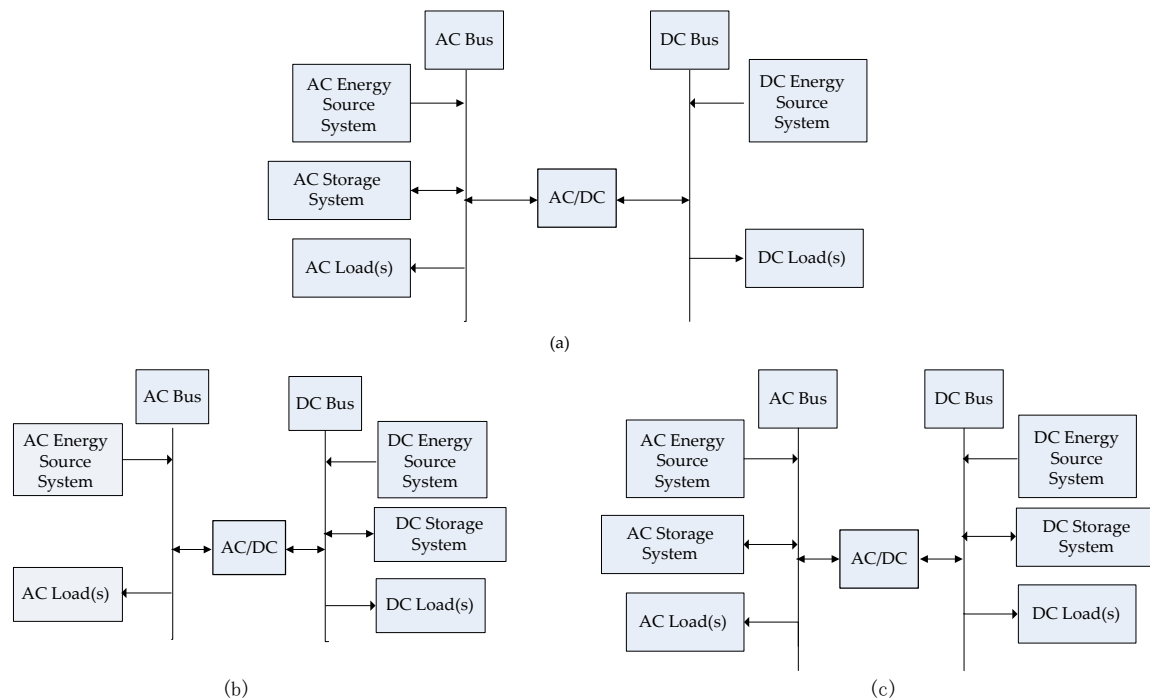 AC Bus
DC Bus
AC Energy
Source
System
DC Energy
Source
System
AC Storage
System
AC/DC
AC Load(s)
DC Load(s)
(a)
AC Bus
DC Bus
AC Energy
Source
System
DC Energy
Source
System
DC Storage
System
AC/DC
AC Load(s)
DC Load(s)
(b)
AC Bus
DC Bus
AC Energy
Source
System
DC Energy
Source
System
AC Storage
System
DC Storage
System
AC/DC
AC Load(s)
DC Load(s)
(c)